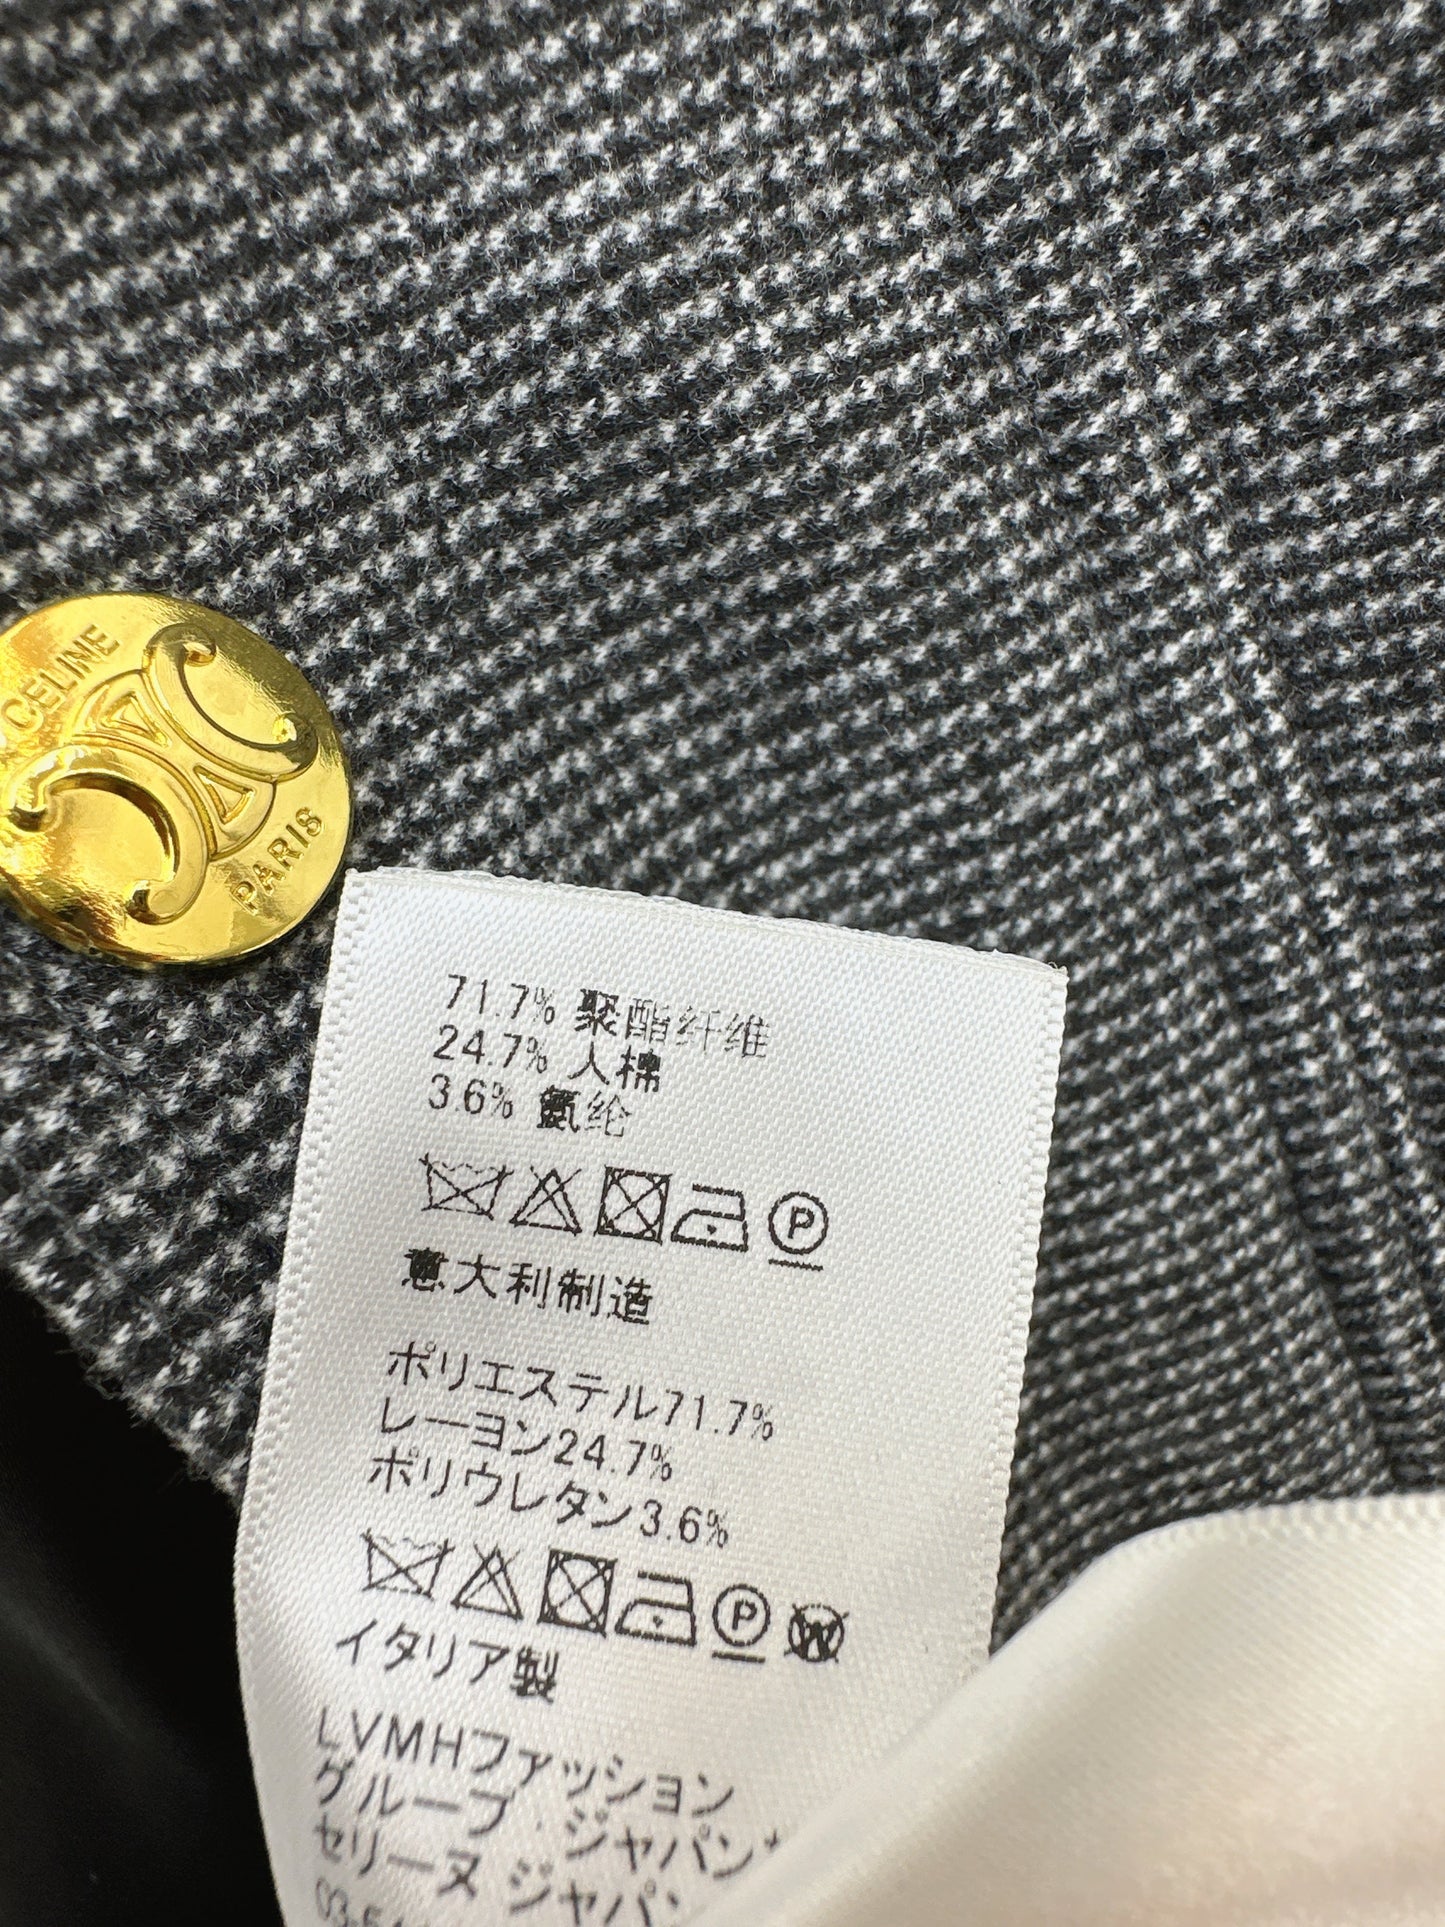 CELINE
PARIS
71.7% 聚酯纤维
24.7% 人棉
3.6% 氨纶
P
意大利制造
ポリエステル71.7%
レーヨン24.7%
ポリウレタン3.6%
P W
イタリア製
LVMHファッション
グループ・ジャパン
セリーヌ ジャパ